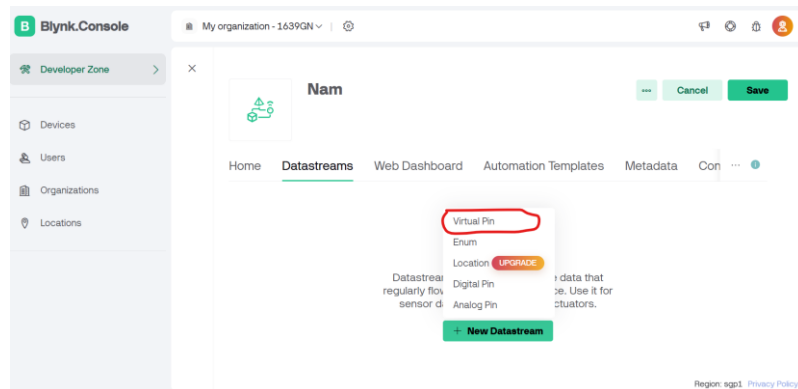 B Blynk.Console
My organization - 1639GN
Developer Zone
Devices
Users
Organizations
Locations
Nam
Cancel
Save
Home Datastreams Web Dashboard Automation Templates Metadata Con ...
Virtual Pin
Enum
Location UPGRADE
Digital Pin
Analog Pin
Datastrea data that
regularly flov ce. Use it for
sensor da ctuators.
+ New Datastream
Region: sgp1 Privacy Policy